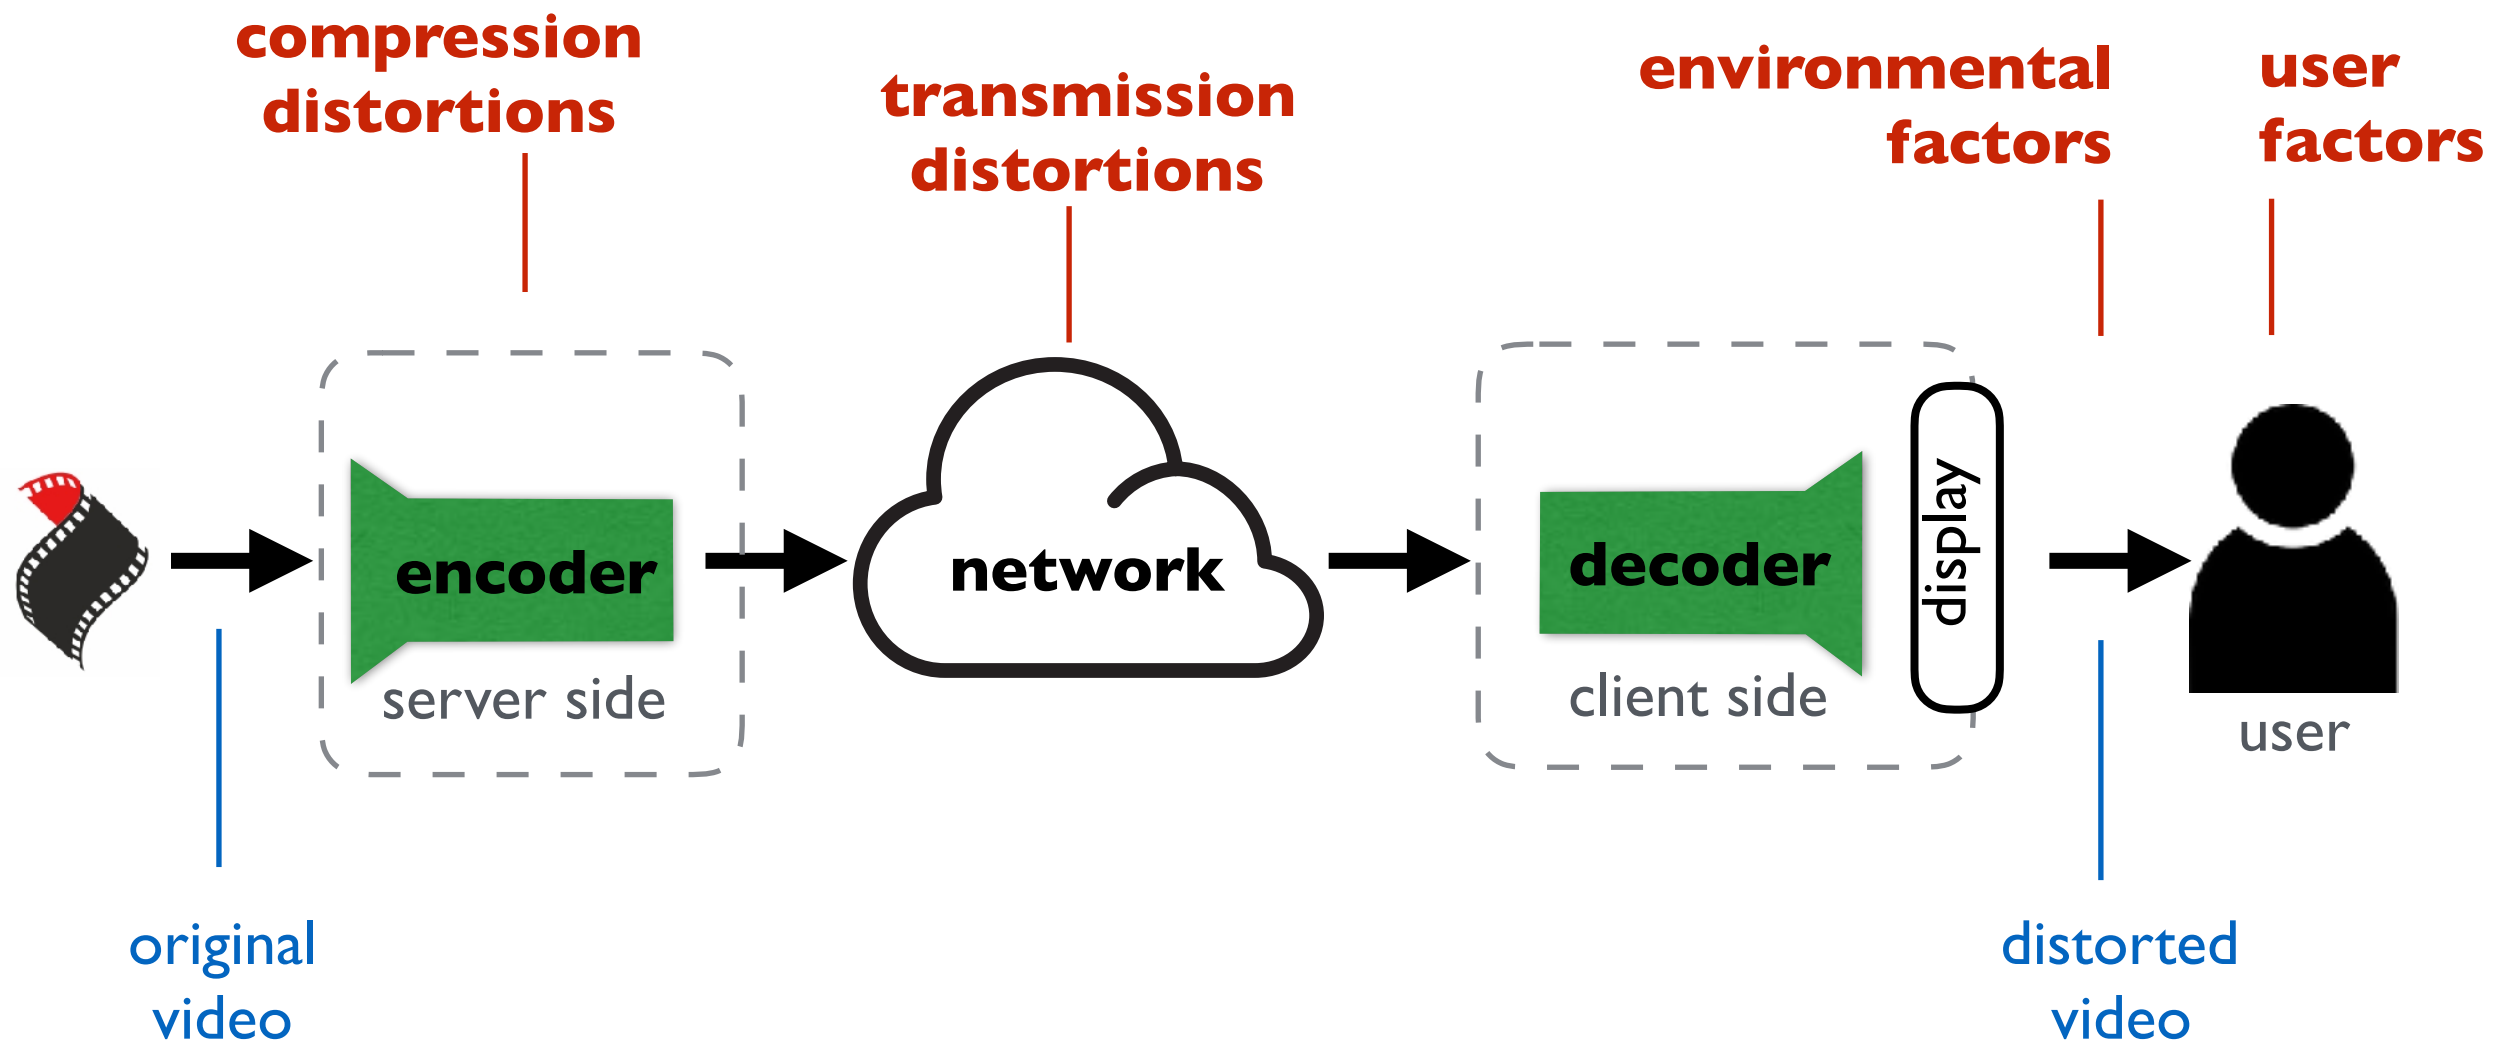 compression
distortions
transmission
distortions
environmental
factors
user
factors
encoder
server side
network
decoder
client side
display
user
original
video
distorted
video